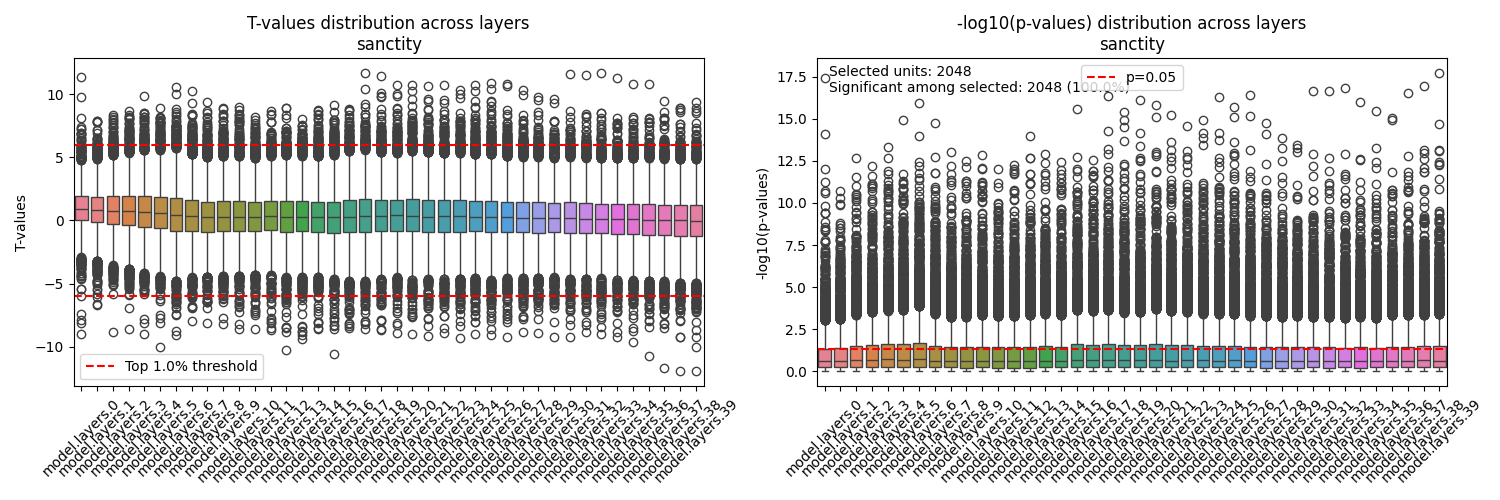 T-values distribution across layers
sanctity
T-values
10
5
0
−5
−10
Top 1.0% threshold
model.layers.0
model.layers.1
model.layers.2
model.layers.3
model.layers.4
model.layers.5
model.layers.6
model.layers.7
model.layers.8
model.layers.9
model.layers.10
model.layers.11
model.layers.12
model.layers.13
model.layers.14
model.layers.15
model.layers.16
model.layers.17
model.layers.18
model.layers.19
model.layers.20
model.layers.21
model.layers.22
model.layers.23
model.layers.24
model.layers.25
model.layers.26
model.layers.27
model.layers.28
model.layers.29
model.layers.30
model.layers.31
model.layers.32
model.layers.33
model.layers.34
model.layers.35
model.layers.36
model.layers.37
model.layers.38
model.layers.39
-log10(p-values) distribution across layers
sanctity
-log10(p-values)
17.5
15.0
12.5
10.0
7.5
5.0
2.5
0.0
Selected units: 2048
Significant among selected: 2048 (100.0%)
p=0.05
model.layers.0
model.layers.1
model.layers.2
model.layers.3
model.layers.4
model.layers.5
model.layers.6
model.layers.7
model.layers.8
model.layers.9
model.layers.10
model.layers.11
model.layers.12
model.layers.13
model.layers.14
model.layers.15
model.layers.16
model.layers.17
model.layers.18
model.layers.19
model.layers.20
model.layers.21
model.layers.22
model.layers.23
model.layers.24
model.layers.25
model.layers.26
model.layers.27
model.layers.28
model.layers.29
model.layers.30
model.layers.31
model.layers.32
model.layers.33
model.layers.34
model.layers.35
model.layers.36
model.layers.37
model.layers.38
model.layers.39